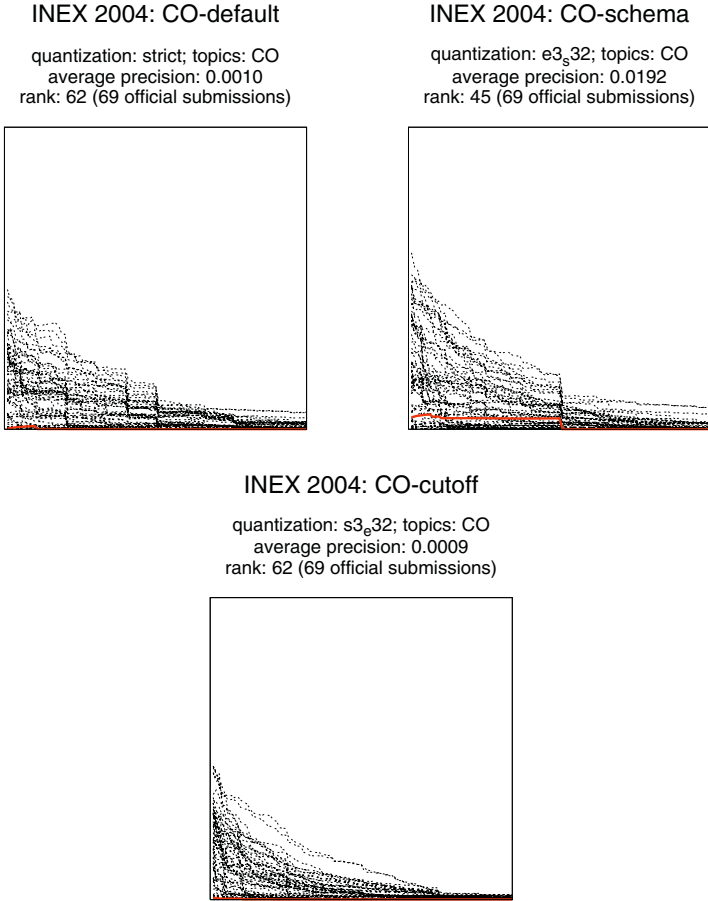 INEX 2004: CO-default
quantization: strict; topics: CO
average precision: 0.0010
rank: 62 (69 official submissions)
INEX 2004: CO-schema
quantization: e3s32; topics: CO
average precision: 0.0192
rank: 45 (69 official submissions)
INEX 2004: CO-cutoff
quantization: s3e32; topics: CO
average precision: 0.0009
rank: 62 (69 official submissions)